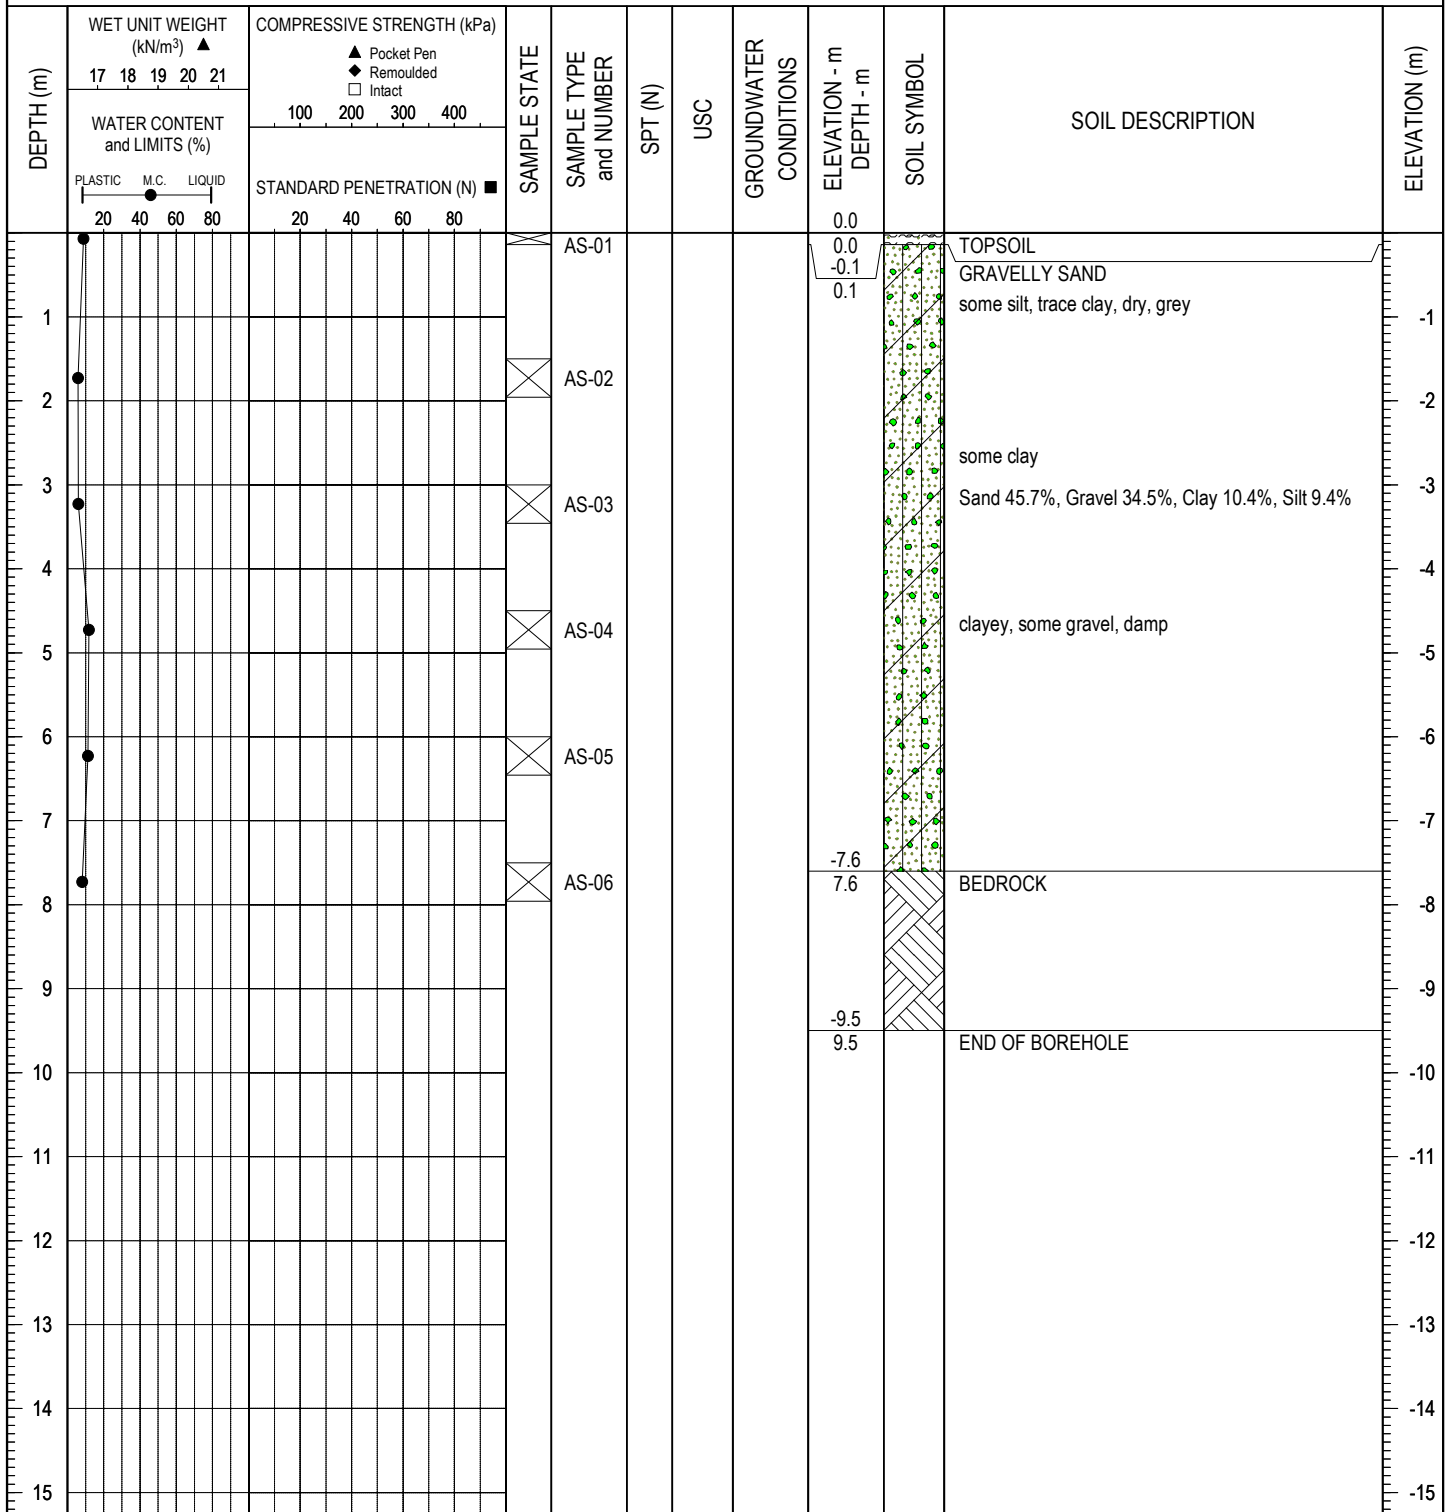 DEPTH (m)
WET UNIT WEIGHT
(kN/m³) ▲
17 18 19 20 21
WATER CONTENT
and LIMITS (%)
PLASTIC M.C. LIQUID
20 40 60 80
COMPRESSIVE STRENGTH (kPa)
▲ Pocket Pen
◆ Remoulded
□ Intact
100 200 300 400
STANDARD PENETRATION (N) ■
20 40 60 80
SAMPLE STATE
SAMPLE TYPE
and NUMBER
SPT (N)
USC
GROUNDWATER
CONDITIONS
ELEVATION - m
DEPTH - m
SOIL SYMBOL
SOIL DESCRIPTION
ELEVATION (m)
0.0
AS-01 0.0 TOPSOIL
-0.1 GRAVELLY SAND
0.1
some silt, trace clay, dry, grey
1 -1
AS-02
2 -2
some clay
3 -3
AS-03 Sand 45.7%, Gravel 34.5%, Clay 10.4%, Silt 9.4%
4 -4
AS-04 clayey, some gravel, damp
5 -5
6 -6
AS-05
7 -7
-7.6
AS-06 7.6 BEDROCK
8 -8
9 -9
-9.5
9.5 END OF BOREHOLE
10 -10
11 -11
12 -12
13 -13
14 -14
15 -15